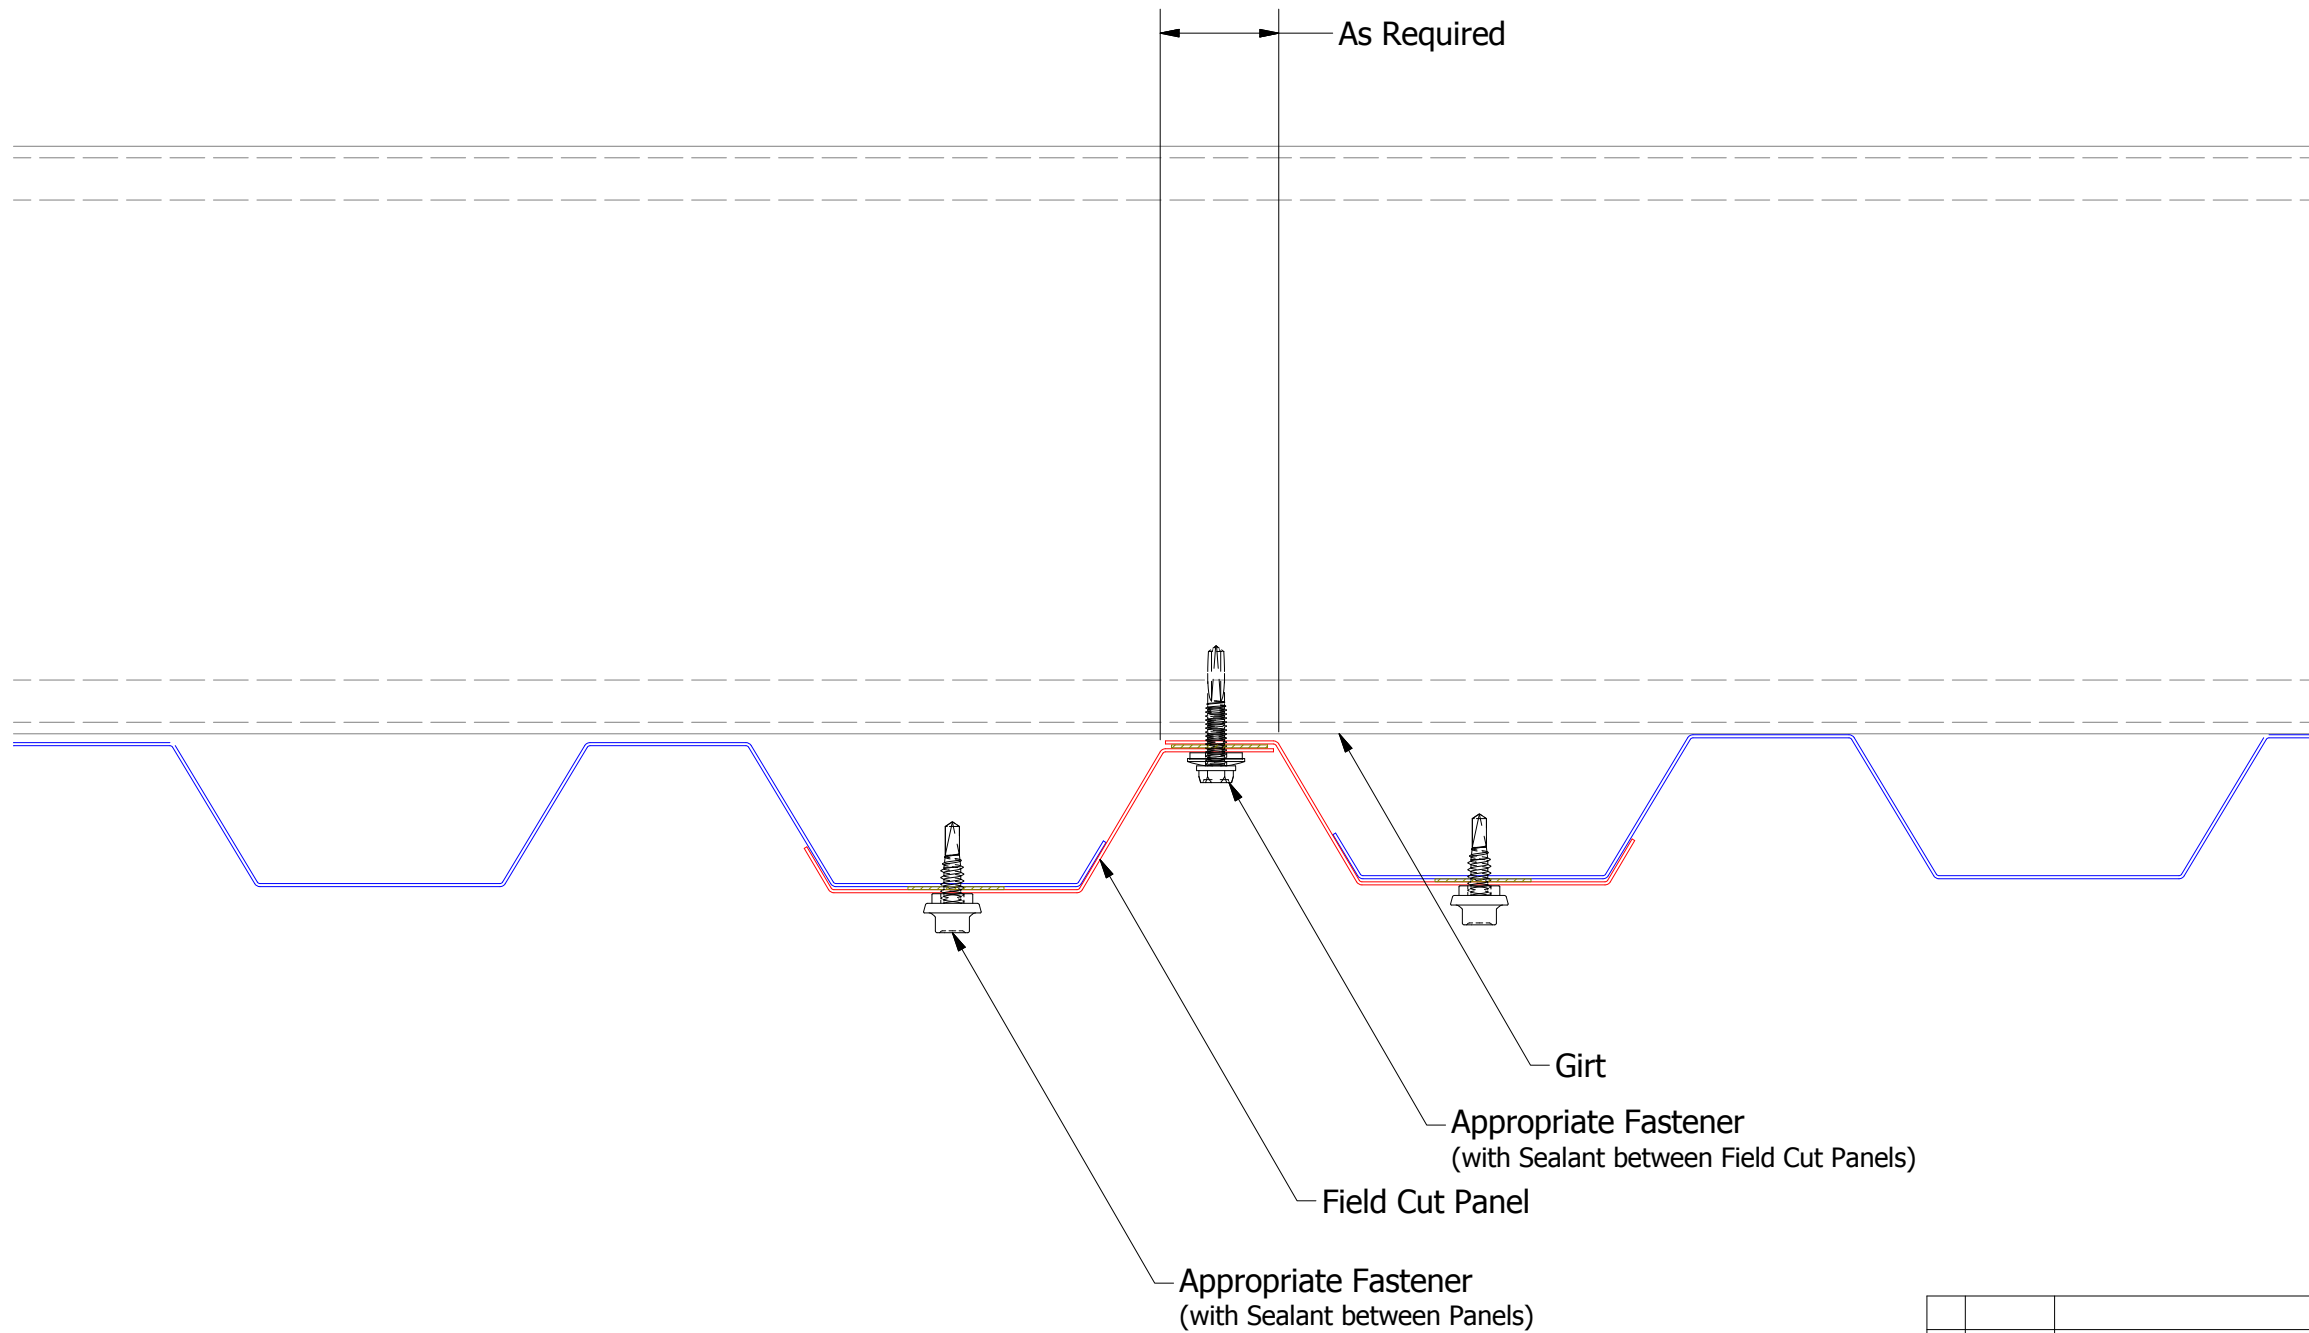 As Required
Girt
Appropriate Fastener
(with Sealant between Field Cut Panels)
Field Cut Panel
Appropriate Fastener
(with Sealant between Panels)